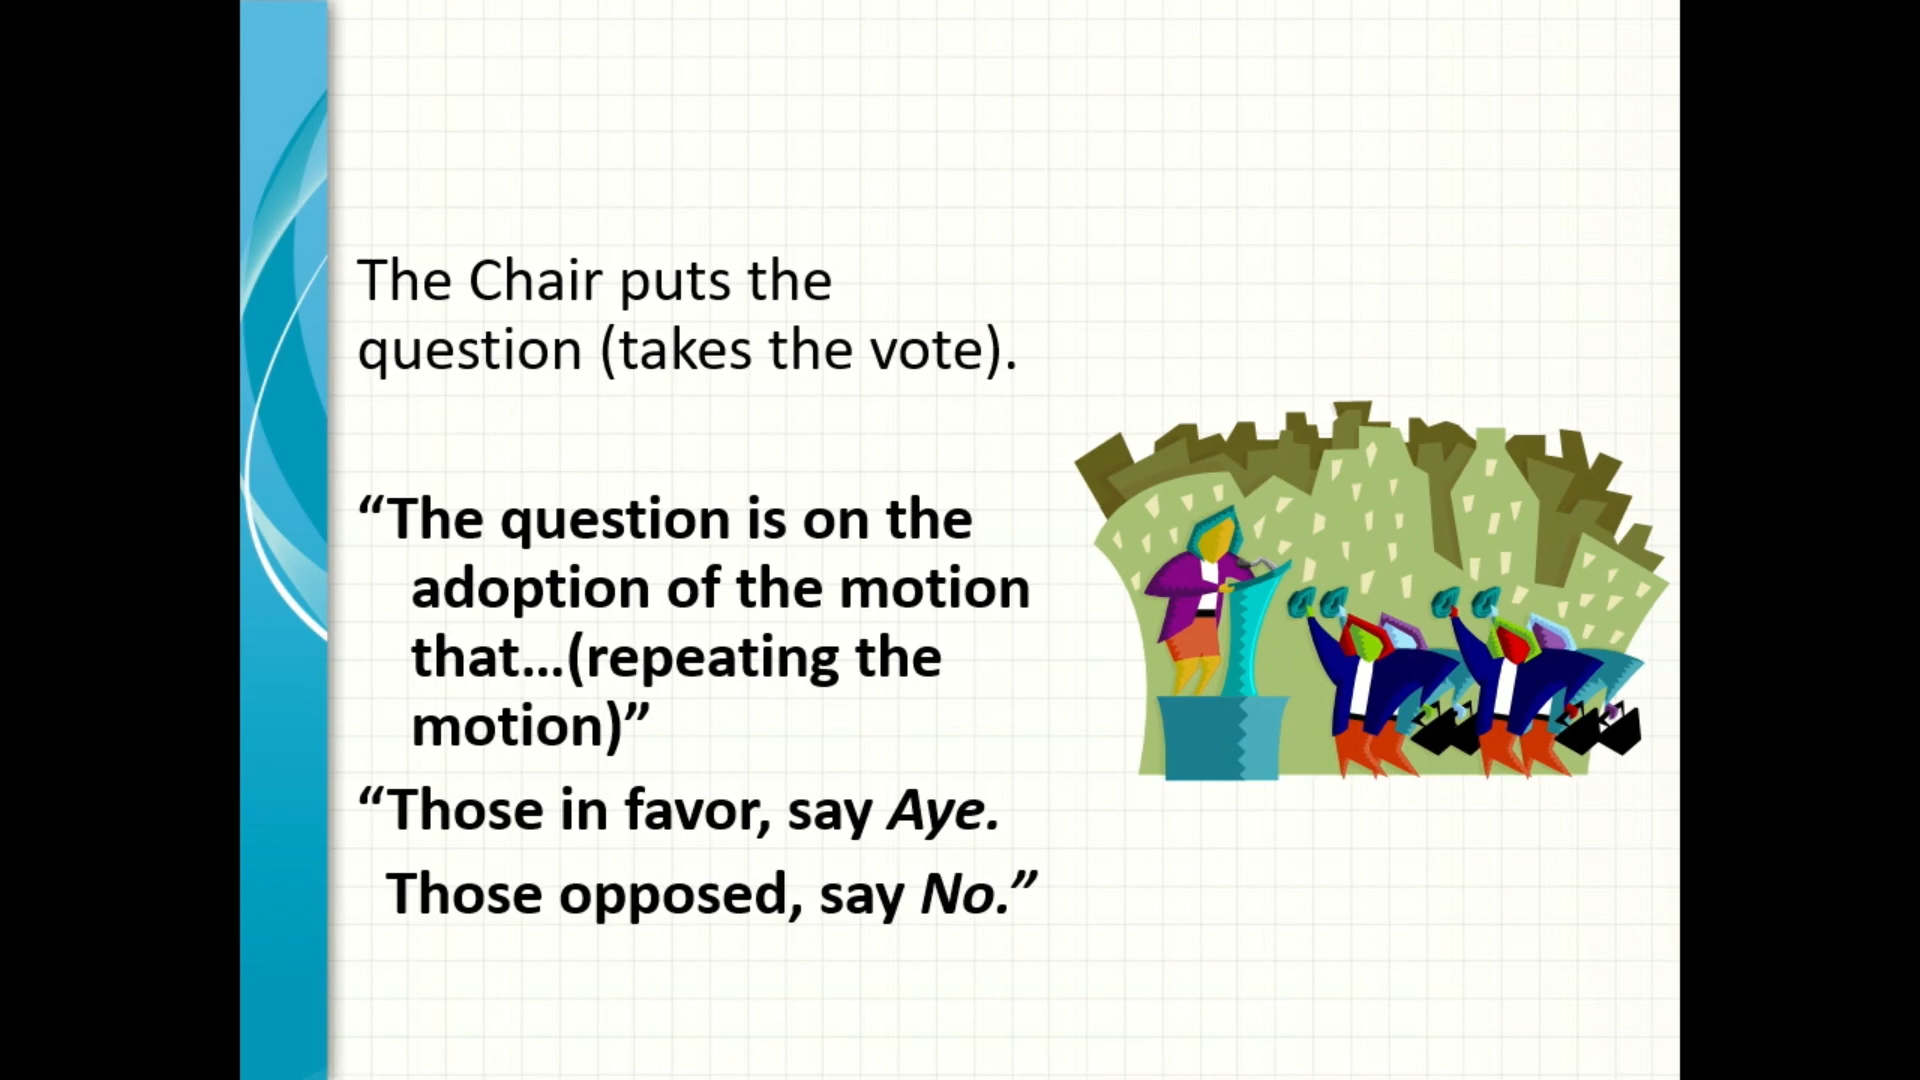 The Chair puts the
question (takes the vote).
“The question is on the
adoption of the motion
that...(repeating the
motion)”
“Those in favor, say Aye.
Those opposed, say No.”